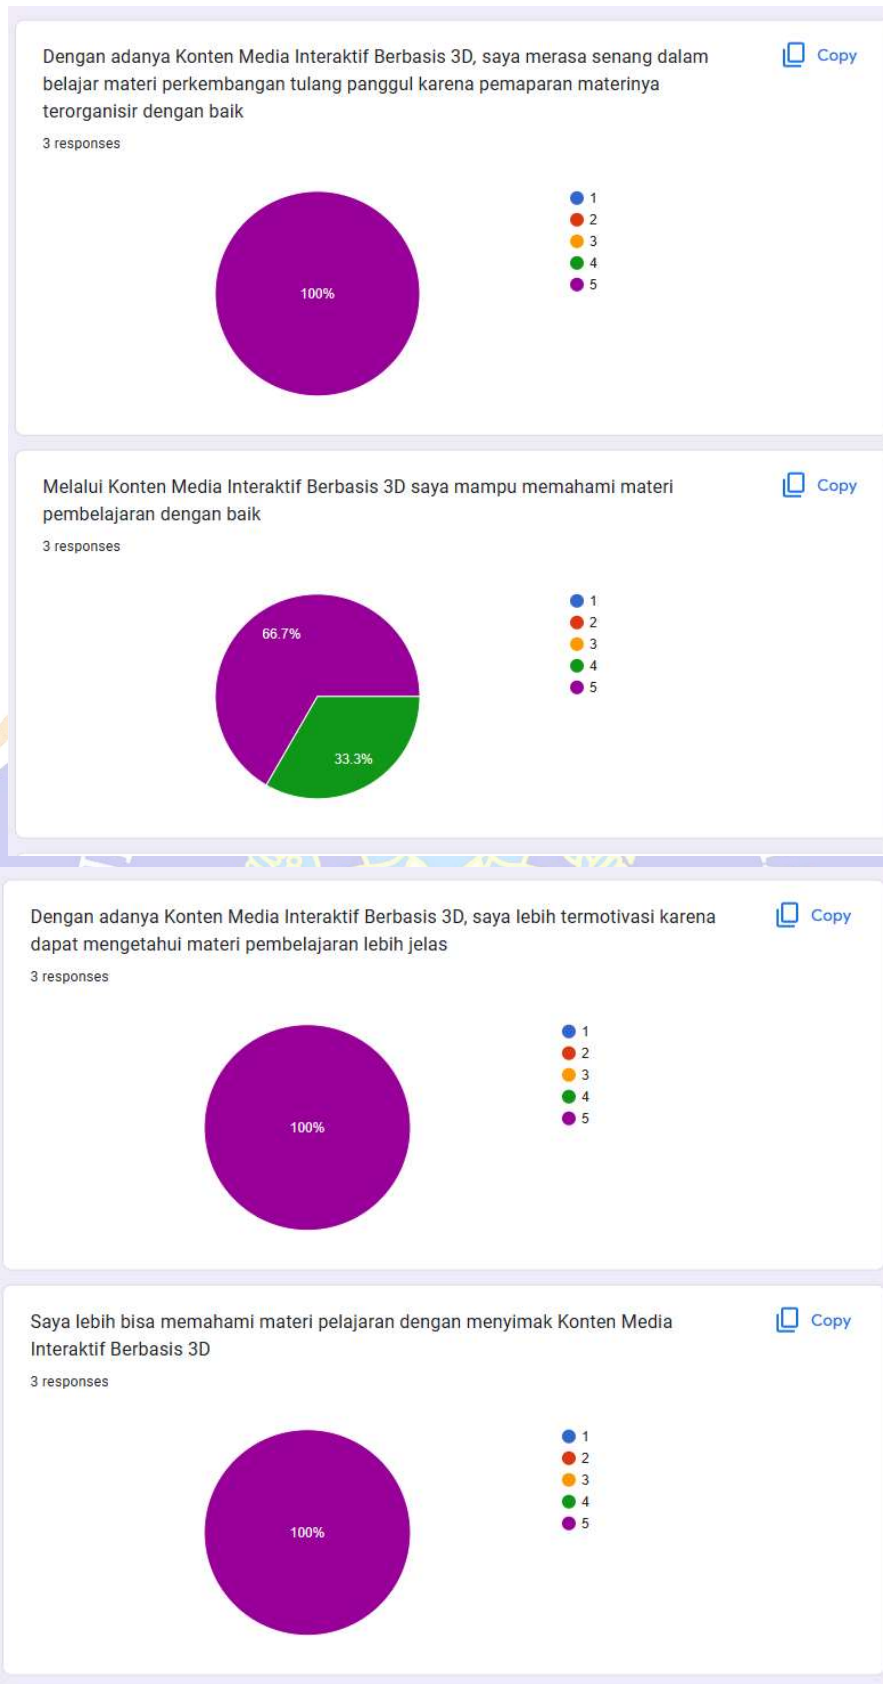 Dengan adanya Konten Media Interaktif Berbasis 3D, saya merasa senang dalam
belajar materi perkembangan tulang panggul karena pemaparan materinya
terorganisir dengan baik
Copy
3 responses
100%
1
2
3
4
5
Melalui Konten Media Interaktif Berbasis 3D saya mampu memahami materi
pembelajaran dengan baik
Copy
3 responses
66.7%
33.3%
1
2
3
4
5
Dengan adanya Konten Media Interaktif Berbasis 3D, saya lebih termotivasi karena
dapat mengetahui materi pembelajaran lebih jelas
Copy
3 responses
100%
1
2
3
4
5
Saya lebih bisa memahami materi pelajaran dengan menyimak Konten Media
Interaktif Berbasis 3D
Copy
3 responses
100%
1
2
3
4
5